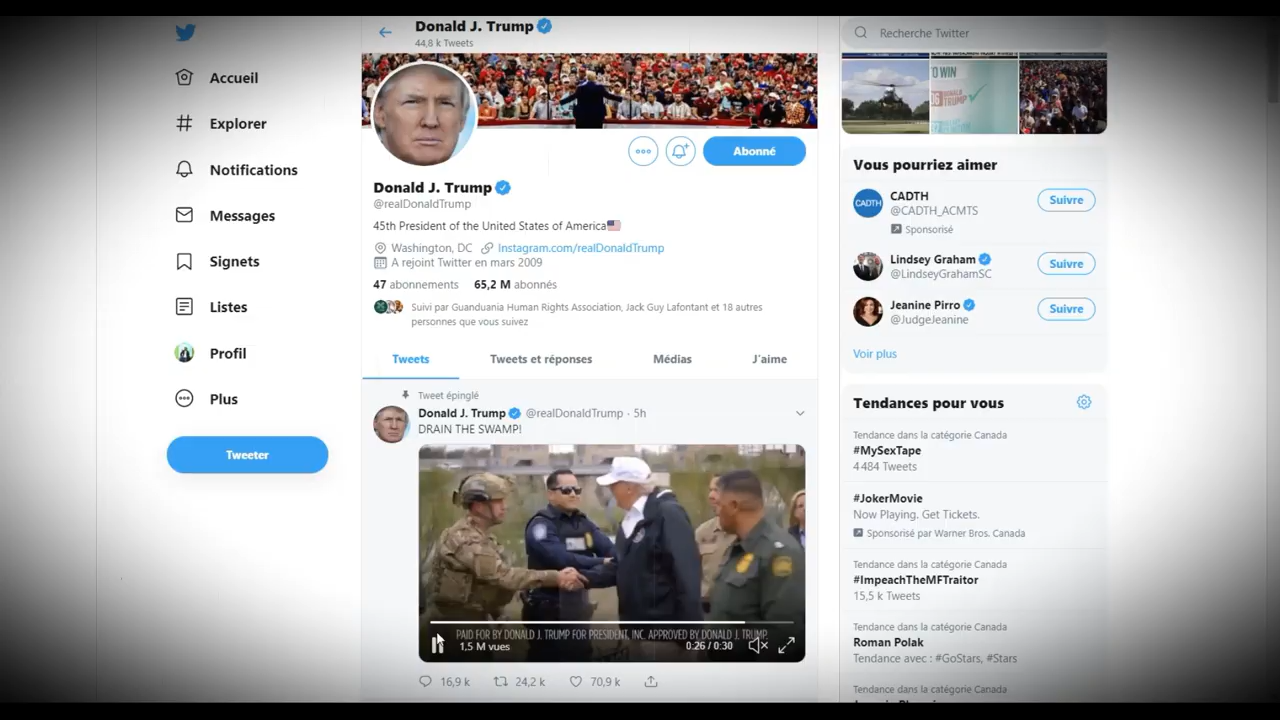 Donald J. Trump
44,8 k Tweets
Recherche Twitter
Accueil
Explorer
Notifications
Messages
Signets
Listes
Profil
Plus
Tweeter
Abonné
Donald J. Trump
@realDonaldTrump
45th President of the United States of America
Washington, DC Instagram.com/realDonaldTrump
A rejoint Twitter en mars 2009
47 abonnements 65,2 M abonnés
Suivi par Guanduania Human Rights Association, Jack Guy Lafontant et 18 autres
personnes que vous suivez
Tweets Tweets et réponses Médias J'aime
Tweet épinglé
Donald J. Trump @realDonaldTrump · 5h
DRAIN THE SWAMP!
PAID FOR BY DONALD J. TRUMP FOR PRESIDENT, INC. APPROVED BY DONALD J. TRUMP.
1,5 M vues
0:26 / 0:30
16,9 k 24,2 k 70,9 k
TO WIN
TRUMP
Vous pourriez aimer
CADTH
CADTH
@CADTH_ACMTS
Sponsorisé
Suivre
Lindsey Graham
@LindseyGrahamSC
Suivre
Jeanine Pirro
@JudgeJeanine
Suivre
Voir plus
Tendances pour vous
Tendance dans la catégorie Canada
#MySexTape
4 484 Tweets
#JokerMovie
Now Playing. Get Tickets.
Sponsorisé par Warner Bros. Canada
Tendance dans la catégorie Canada
#ImpeachTheMFTraitor
15,5 k Tweets
Tendance dans la catégorie Canada
Roman Polak
Tendance avec : #GoStars, #Stars
Tendance dans la catégorie Canada